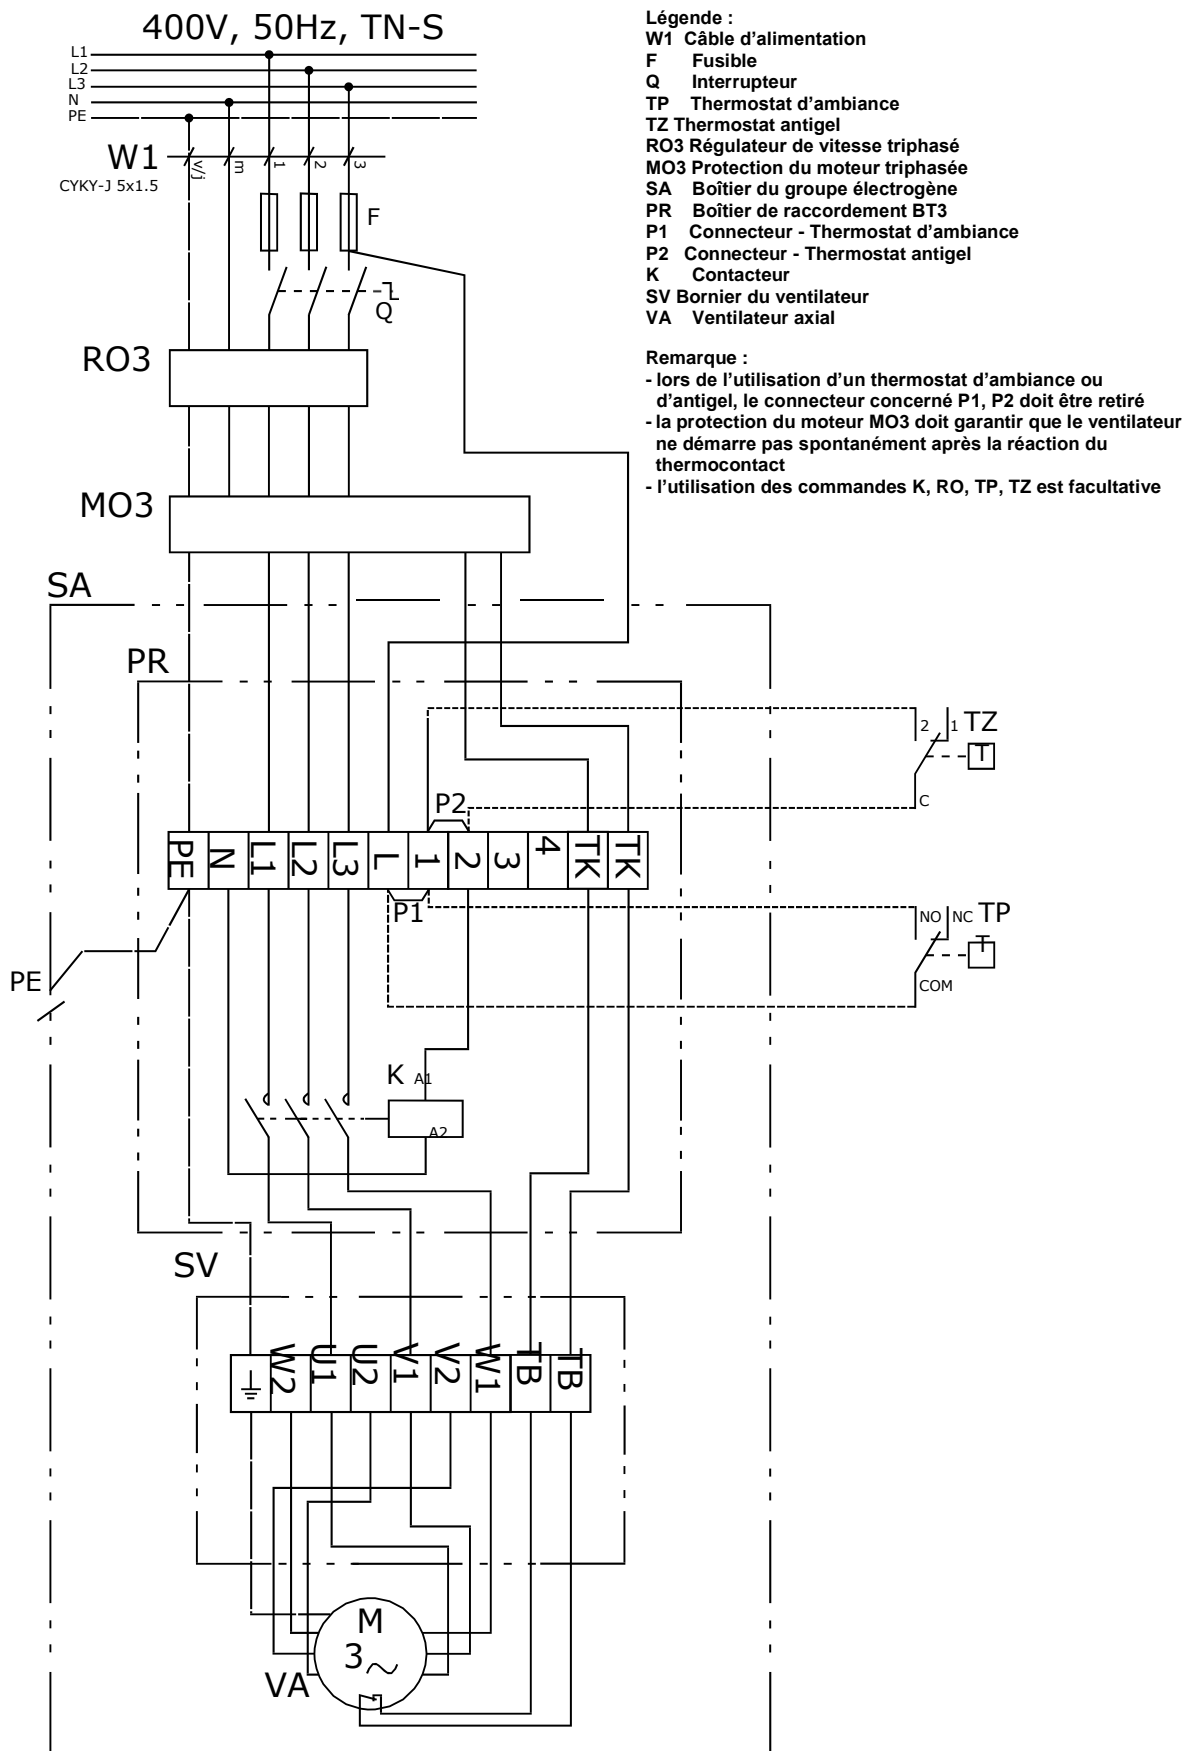 400V, 50Hz, TN-S
L1
L2
L3
N
PE
W1
CYKY-J 5x1.5
v/j
m
1
2
3
F
Q
RO3
MO3
SA
PR
Légende :
W1 Câble d'alimentation
F Fusible
Q Interrupteur
TP Thermostat d'ambiance
TZ Thermostat antigel
RO3 Régulateur de vitesse triphasé
MO3 Protection du moteur triphasée
SA Boîtier du groupe électrogène
PR Boîtier de raccordement BT3
P1 Connecteur - Thermostat d'ambiance
P2 Connecteur - Thermostat antigel
K Contacteur
SV Bornier du ventilateur
VA Ventilateur axial
Remarque :
- lors de l'utilisation d'un thermostat d'ambiance ou
d'antigel, le connecteur concerné P1, P2 doit être retiré
- la protection du moteur MO3 doit garantir que le ventilateur
ne démarre pas spontanément après la réaction du
thermocontact
- l'utilisation des commandes K, RO, TP, TZ est facultative
2 1 TZ
T
C
P2
PE N L1 L2 L3 L 1 2 3 4 TK TK
P1
NO NC TP
T
COM
PE
K A1
A2
SV
W2 U1 U2 V1 V2 W1 TB TB
M
3
VA